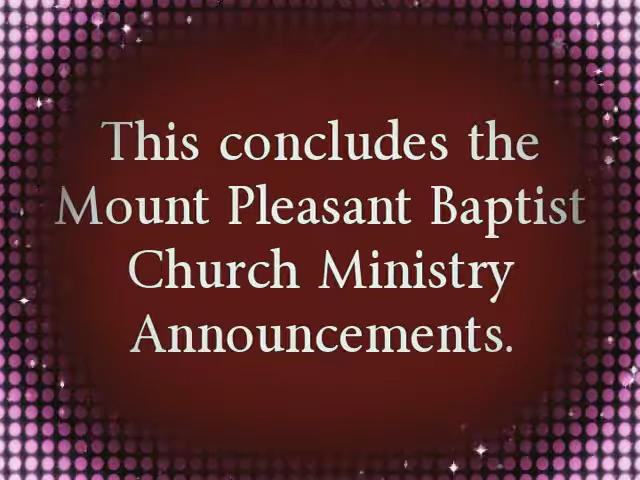 This concludes the
Mount Pleasant Baptist
Church Ministry
Announcements.